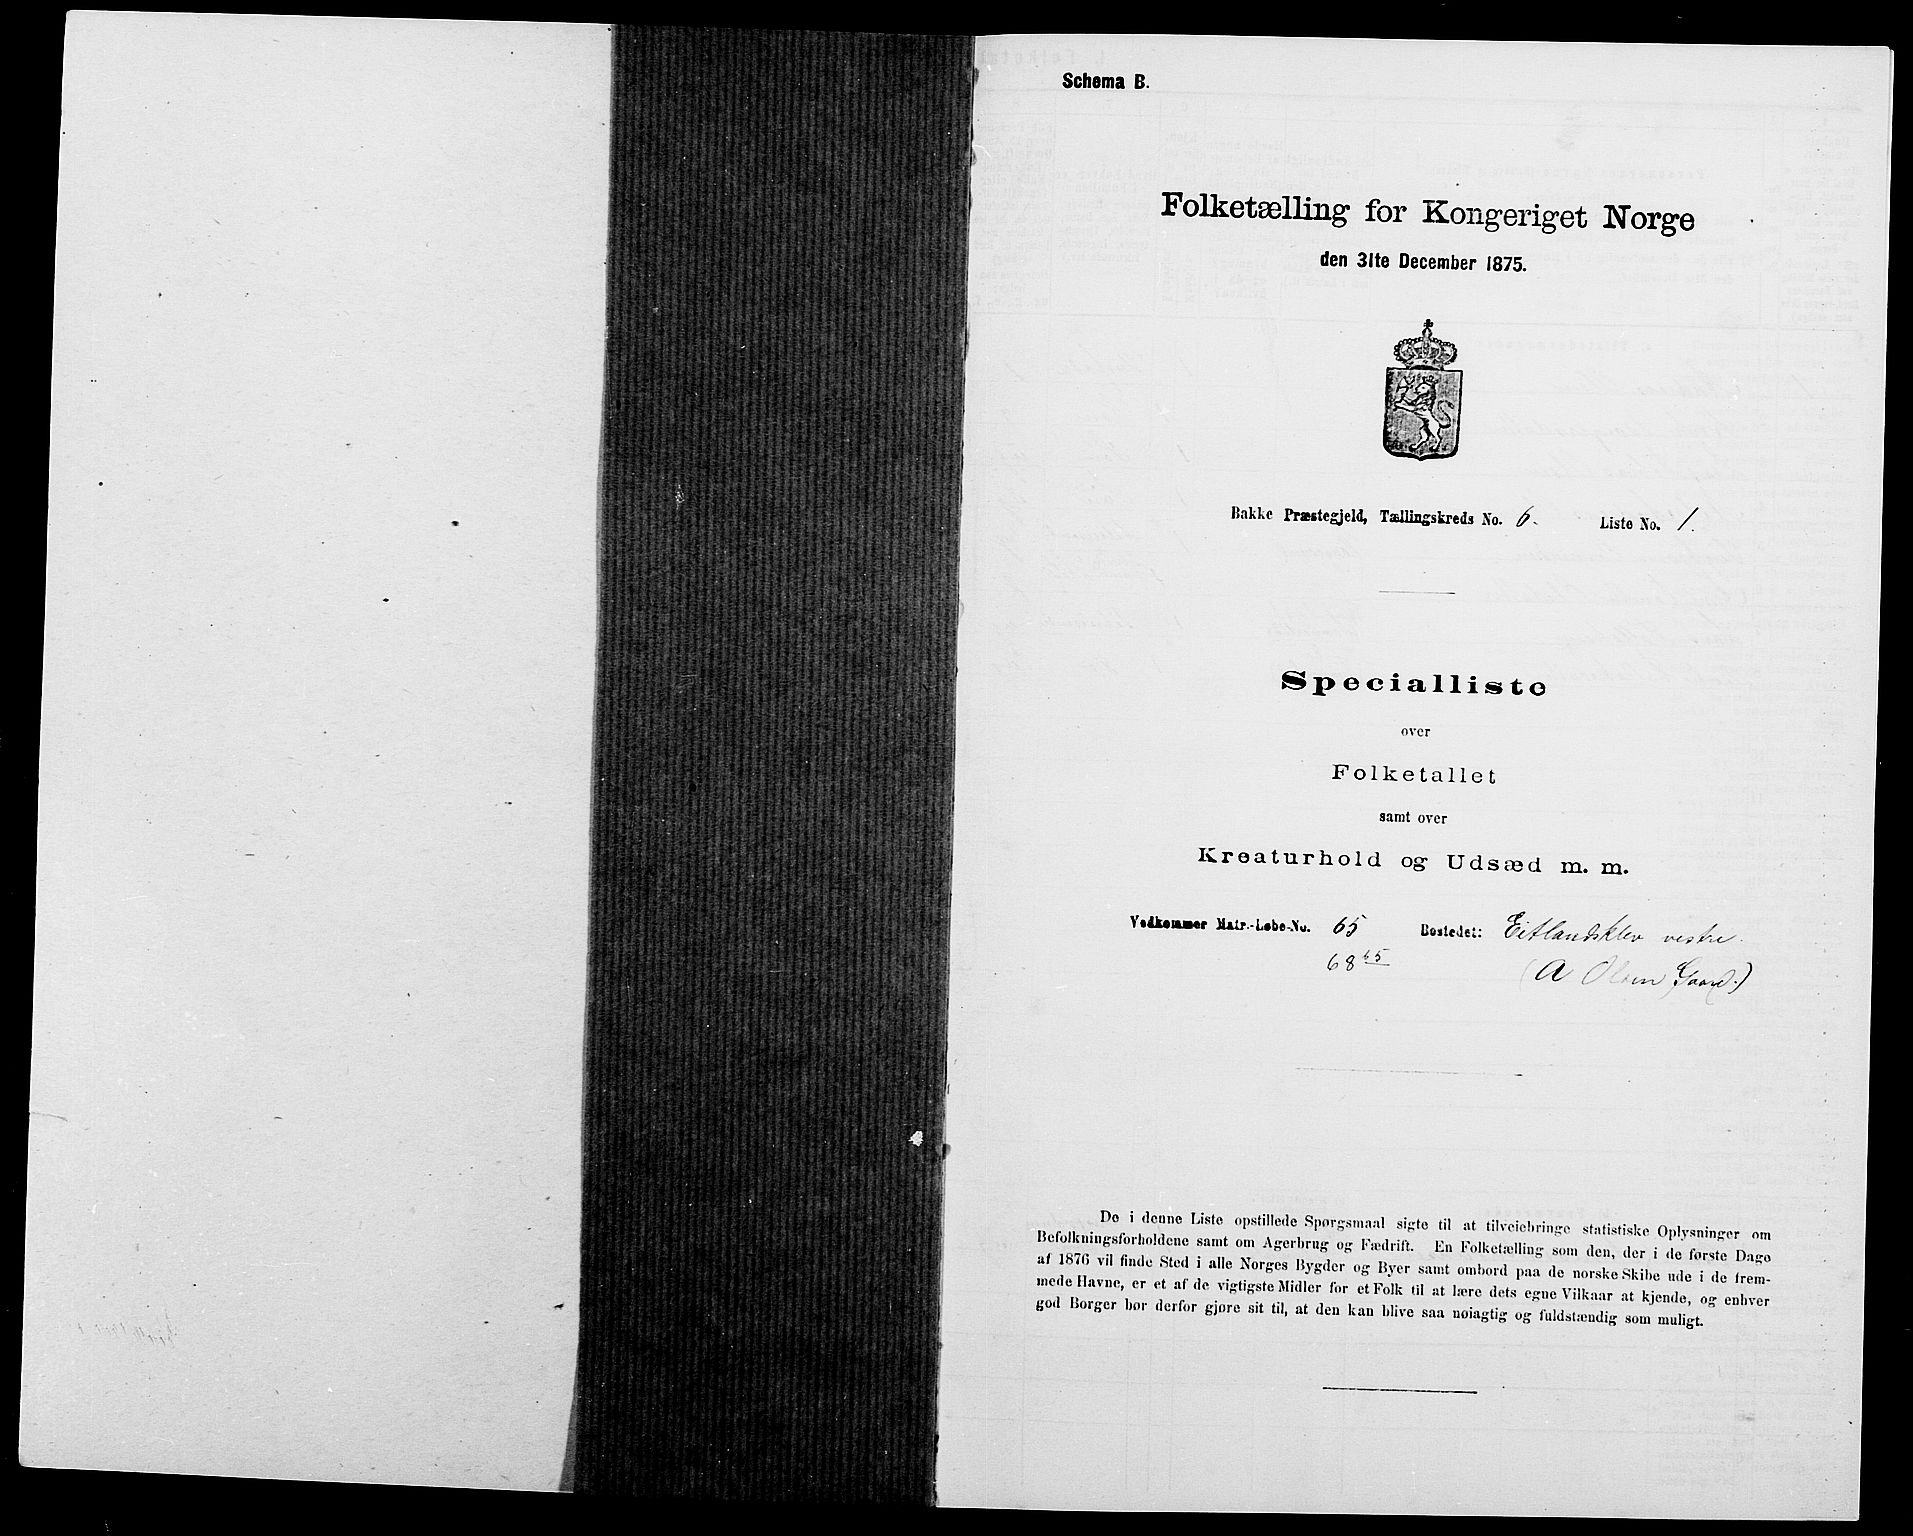 Schema B.
Folketælling for Kongeriget Norge
den 31te December 1875.
Bakke Præstegjeld, Tællingskreds No. 6. Liste No. 1.
Specialliste
over
Folketallet
samt over
Kreaturhold og Udsæd m. m.
Vedkommer Matr.-Løbe-No. 65 Bostedet: Eitlandsklev vestre.
68 65 (A Olsen Gaard.)
De i denne Liste opstillede Spørgsmaal sigte til at tilveiebringe statistiske Oplysninger om
Befolkningsforholdene samt om Agerbrug og Fædrift. En Folketælling som den, der i de første Dage
af 1876 vil finde Sted i alle Norges Bygder og Byer samt ombord paa de norske Skibe ude i de frem-
mede Havne, er et af de vigtigste Midler for et Folk til at lære dets egne Vilkaar at kjende, og enhver
god Borger bør derfor gjøre sit til, at den kan blive saa nøiagtig og fuldstændig som muligt.